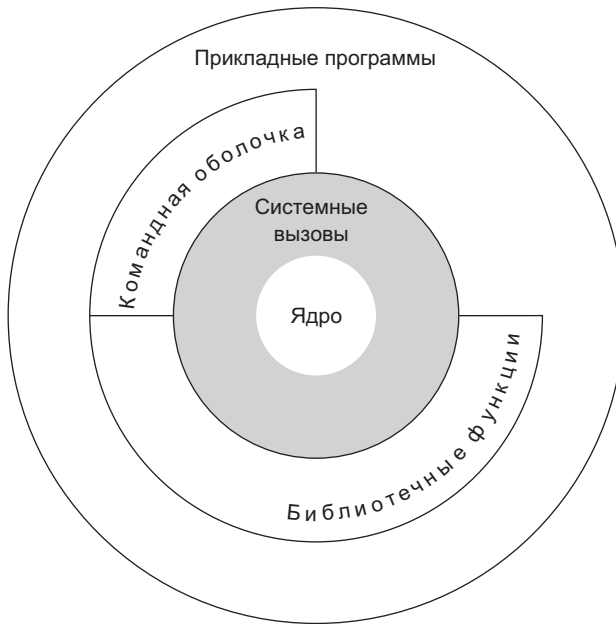 Прикладные программы
Командная оболочка
Системные
вызовы
Ядро
Библиотечные функции